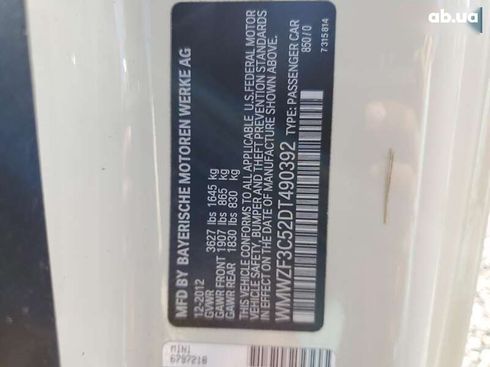 ab.ua
MFD BY BAYERISCHE MOTOREN WERKE AG
12-2012
GVWR 3627 lbs 1645 kg
GAWR FRONT 1907 lbs 865 kg
GAWR REAR 1830 lbs 830 kg
THIS VEHICLE CONFORMS TO ALL APPLICABLE U.S. FEDERAL MOTOR
VEHICLE SAFETY, BUMPER AND THEFT PREVENTION STANDARDS
IN EFFECT ON THE DATE OF MANUFACTURE SHOWN ABOVE.
WMWZF3C52DT490392 TYPE: PASSENGER CAR
850/0
7315814
MINI
6797218